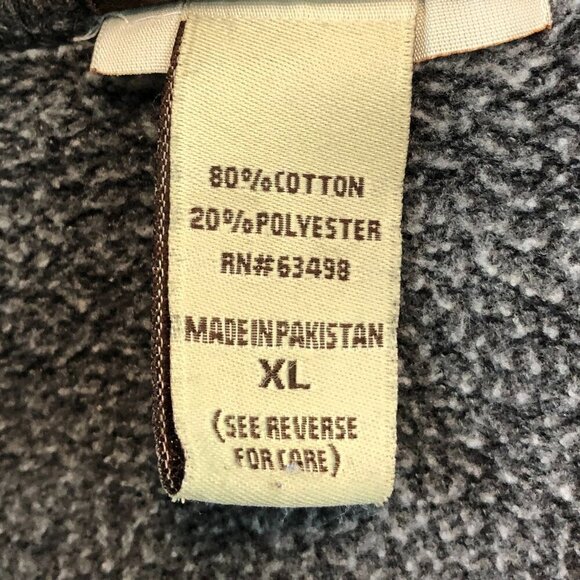 80%COTTON
20%POLYESTER
RN#63498
MADEINPAKISTAN
XL
(SEE REVERSE
FOR CARE)